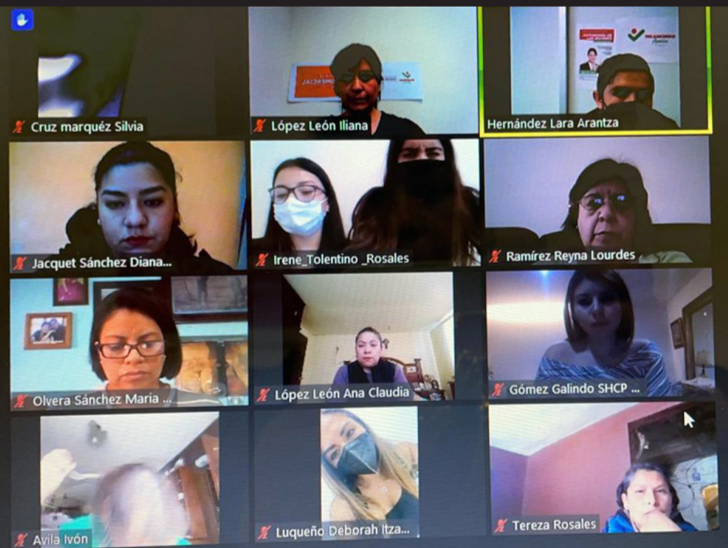 Cruz marquéz Silvia
López León Iliana
Hernández Lara Arantza
Jacquet Sánchez Diana...
Irene_Tolentino _Rosales
Ramírez Reyna Lourdes
Olvera Sánchez Maria ...
López León Ana Claudia
Gómez Galindo SHCP ...
Avila Ivón
Luqueño Deborah Itza...
Tereza Rosales